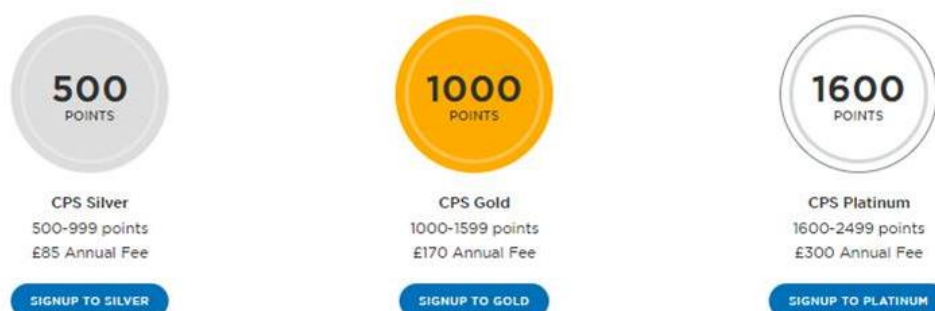 500
POINTS
CPS Silver
500-999 points
£85 Annual Fee
SIGNUP TO SILVER
1000
POINTS
CPS Gold
1000-1599 points
£170 Annual Fee
SIGNUP TO GOLD
1600
POINTS
CPS Platinum
1600-2499 points
£300 Annual Fee
SIGNUP TO PLATINUM